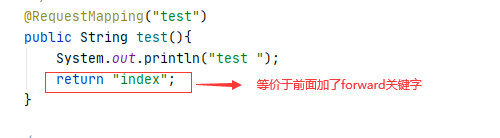 @RequestMapping("test")
public String test(){
System.out.println("test ");
return "index";
等价于前面加了forward关键字
}